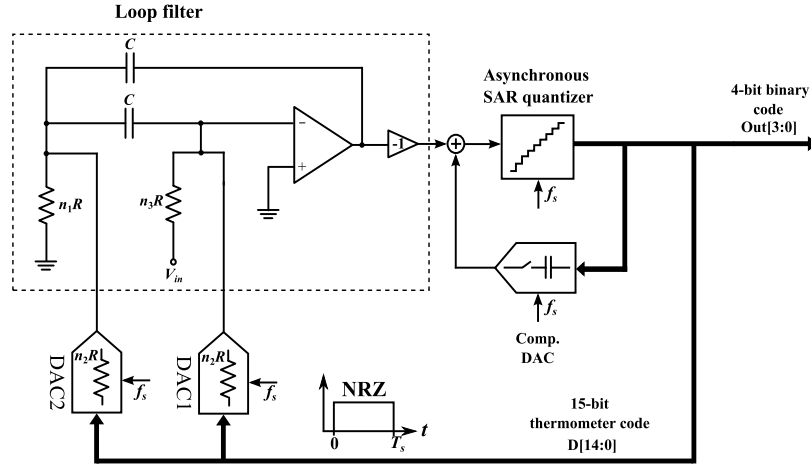 Loop filter
C
C
Asynchronous
SAR quantizer
4-bit binary
code
Out[3:0]
-1
+
−
+
n1R
n3R
Vin
fs
fs
Comp.
DAC
DAC2
n2R
fs
DAC1
n2R
fs
NRZ
0
Ts
t
15-bit
thermometer code
D[14:0]